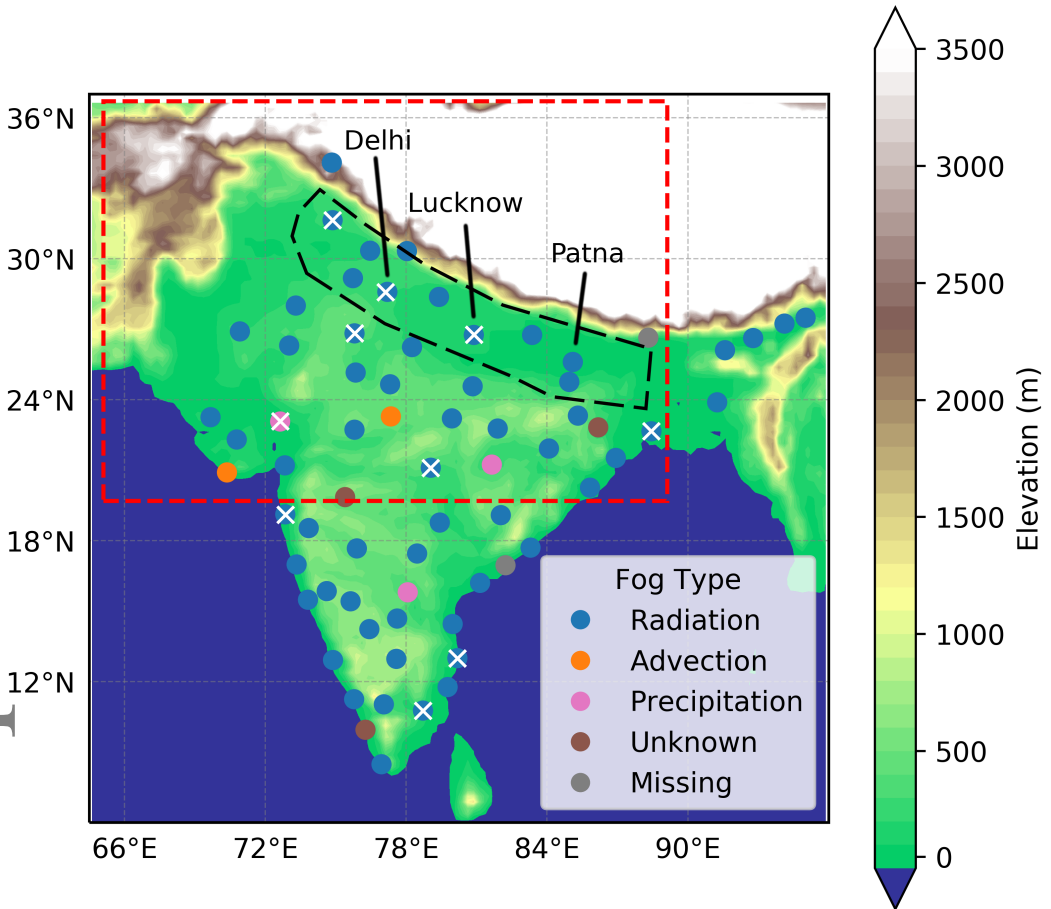 3500
3000
2500
2000
1500
1000
500
0
Elevation (m)
36°N
30°N
24°N
18°N
12°N
Delhi
Lucknow
Patna
Fog Type
Radiation
Advection
Precipitation
Unknown
Missing
66°E 72°E 78°E 84°E 90°E